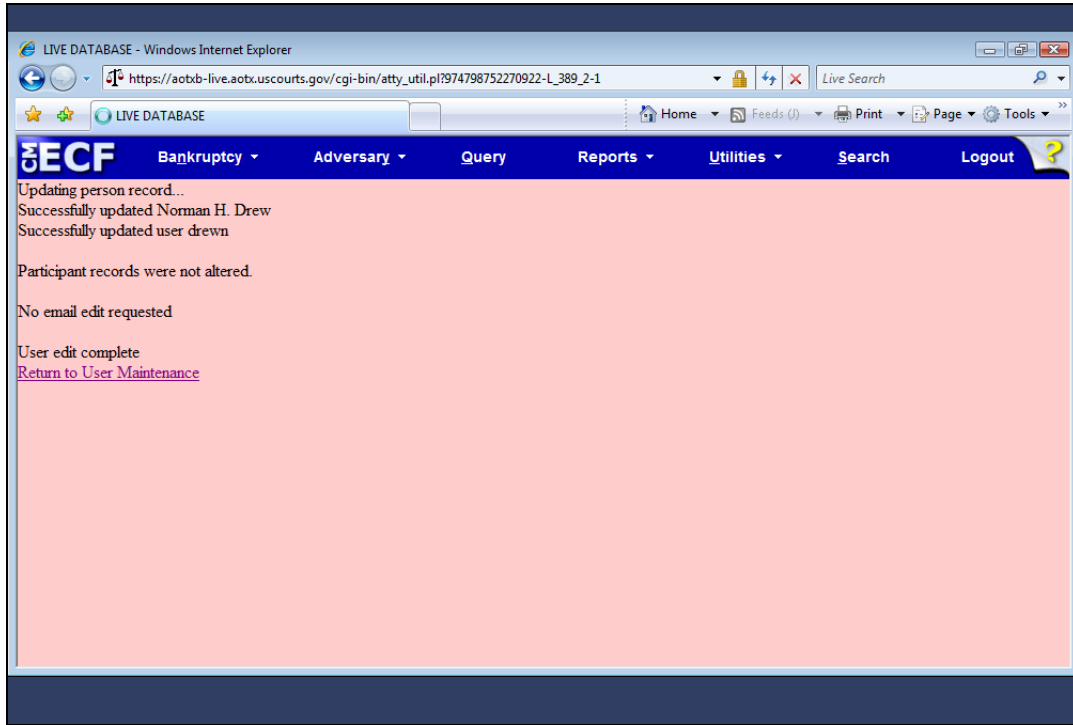 LIVE DATABASE - Windows Internet Explorer
https://aotxb-live.aotx.uscourts.gov/cgi-bin/atty_util.pl?974798752270922-L_389_2-1
Live Search
LIVE DATABASE
Home Feeds (J) Print Page Tools »
CM ECF Bankruptcy Adversary Query Reports Utilities Search Logout ?
Updating person record...
Successfully updated Norman H. Drew
Successfully updated user drewn
Participant records were not altered.
No email edit requested
User edit complete
Return to User Maintenance